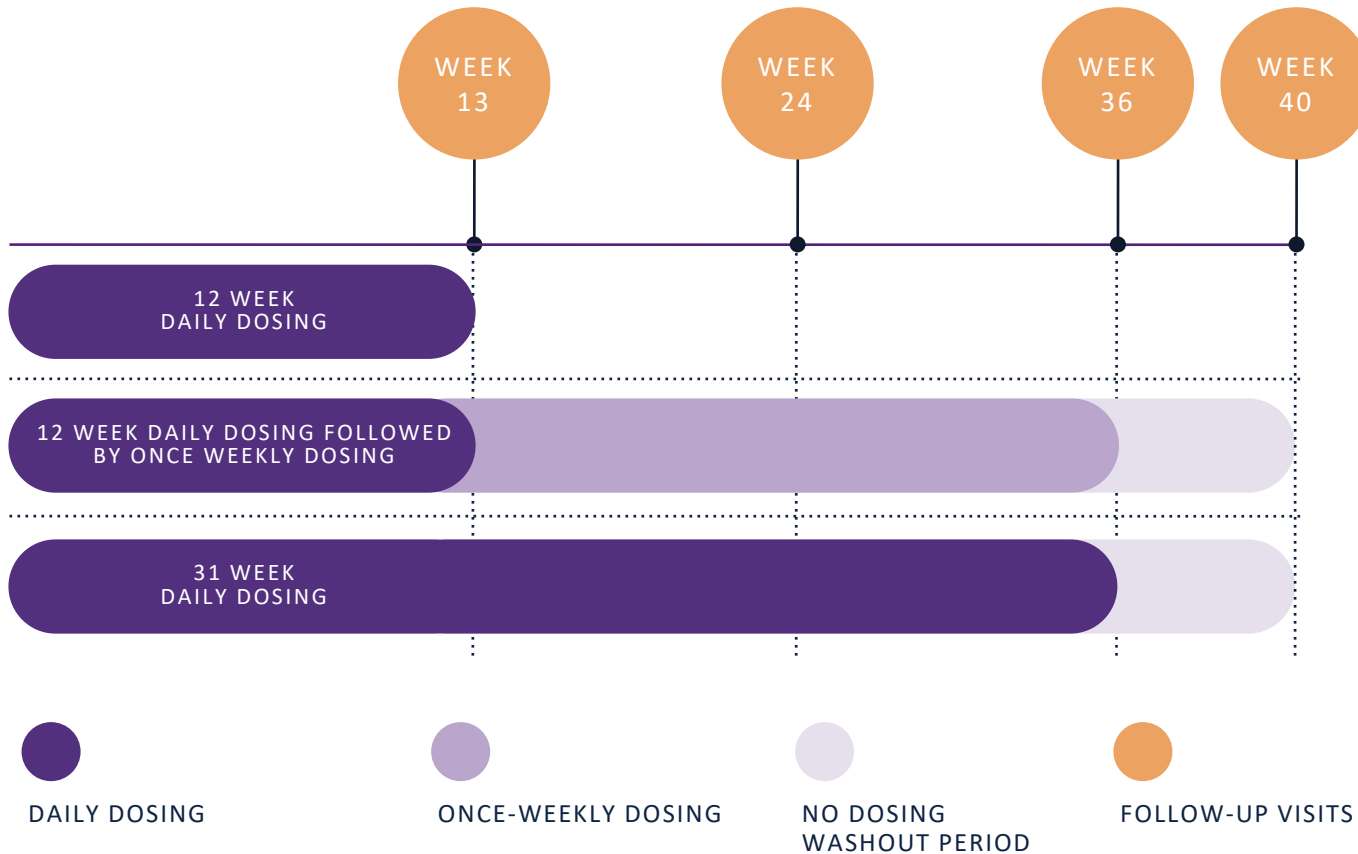 WEEK
13
WEEK
24
WEEK
36
WEEK
40
12 WEEK
DAILY DOSING
12 WEEK DAILY DOSING FOLLOWED
BY ONCE WEEKLY DOSING
31 WEEK
DAILY DOSING
DAILY DOSING
ONCE-WEEKLY DOSING
NO DOSING
WASHOUT PERIOD
FOLLOW-UP VISITS